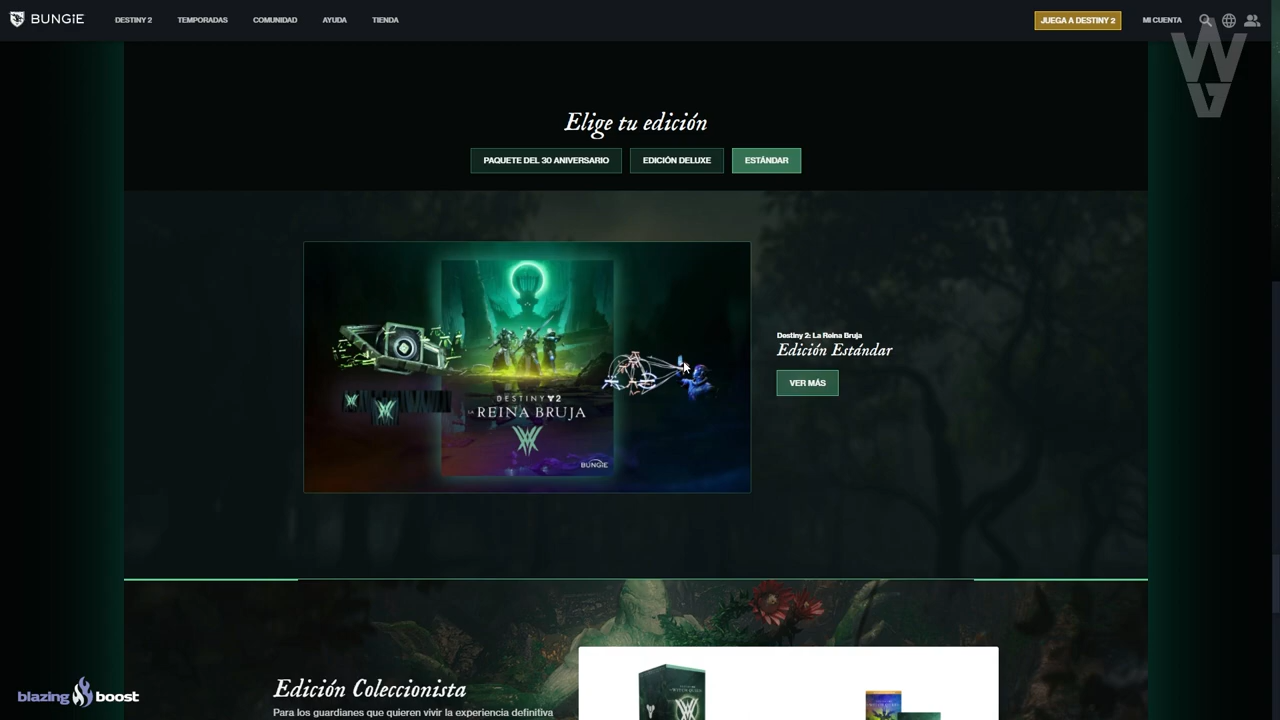 BUNGiE
DESTINY 2
TEMPORADAS
COMUNIDAD
AYUDA
TIENDA
JUEGA A DESTINY 2
MI CUENTA
Elige tu edición
PAQUETE DEL 30 ANIVERSARIO
EDICIÓN DELUXE
ESTÁNDAR
DESTINY 2
LA REINA BRUJA
BUNGiE
Destiny 2: La Reina Bruja
Edición Estándar
VER MÁS
blazing boost
Edición Coleccionista
Para los guardianes que quieren vivir la experiencia definitiva